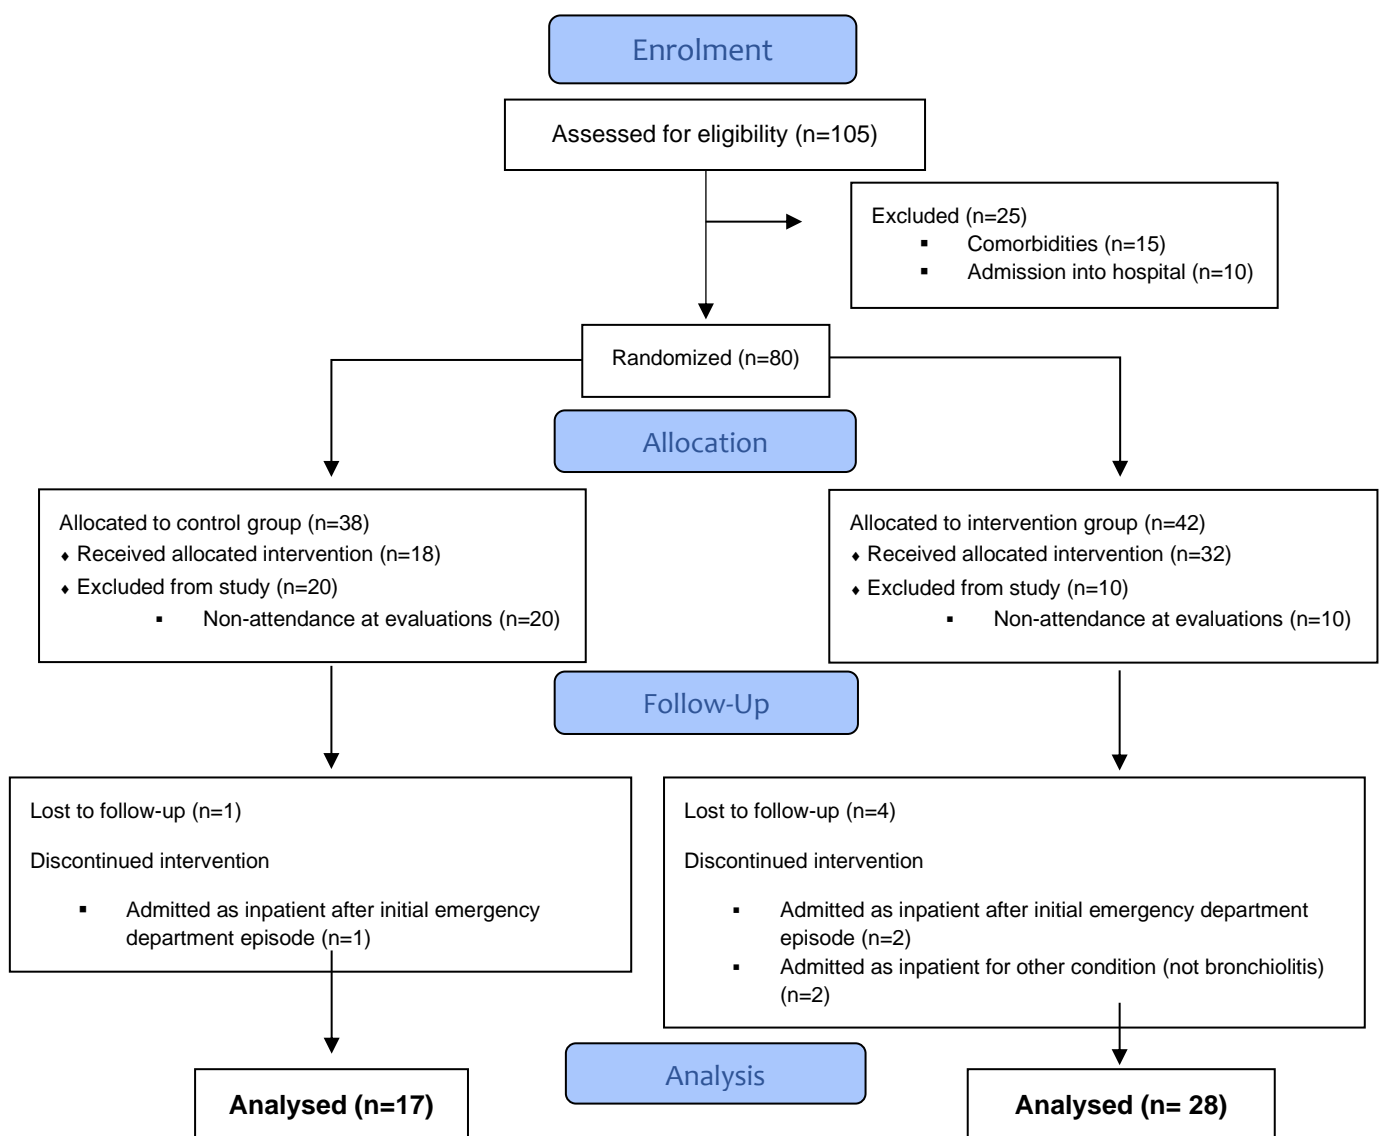 Enrolment
Assessed for eligibility (n=105)
Excluded (n=25)
▪ Comorbidities (n=15)
▪ Admission into hospital (n=10)
Randomized (n=80)
Allocation
Allocated to control group (n=38)
⬧ Received allocated intervention (n=18)
⬧ Excluded from study (n=20)
▪ Non-attendance at evaluations (n=20)
Allocated to intervention group (n=42)
⬧ Received allocated intervention (n=32)
⬧ Excluded from study (n=10)
▪ Non-attendance at evaluations (n=10)
Follow-Up
Lost to follow-up (n=1)
Discontinued intervention
▪ Admitted as inpatient after initial emergency
department episode (n=1)
Lost to follow-up (n=4)
Discontinued intervention
▪ Admitted as inpatient after initial emergency department
episode (n=2)
▪ Admitted as inpatient for other condition (not bronchiolitis)
(n=2)
Analysis
Analysed (n=17)
Analysed (n= 28)